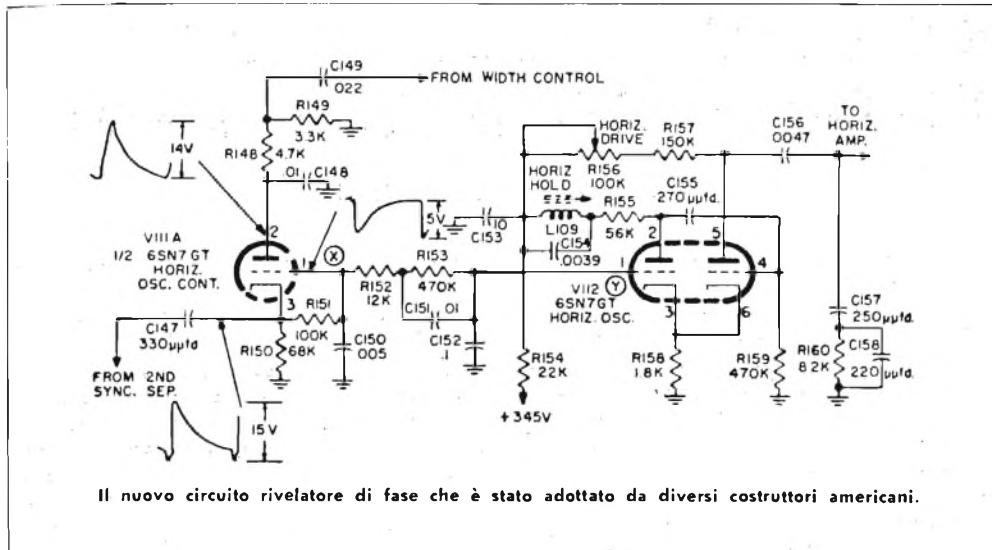 C149
.022
FROM WIDTH CONTROL
R149
3.3K
14V
R148
4.7K
.01
C148
HORIZ. DRIVE
R157
150K
R156
100K
C156
.0047
TO HORIZ. AMP.
HORIZ HOLD
L109
R155
56K
C155
270 μμfd.
5V
C153
10
C154
.0039
2
V111A
1/2 6SN7GT
HORIZ. OSC. CONT.
1
X
3
R152
12K
R153
470K
C151 .01
1
Y
2
5
4
3
6
V112
6SN7GT
HORIZ. OSC.
C147
330μμfd
R151
100K
R150
68K
C150
.005
C152
.1
R154
22K
+345V
R158
1.8K
R159
470K
C157
250μμfd.
R160
8.2K
C158
220 μμfd.
FROM 2ND SYNC. SEP.
15V
Il nuovo circuito rivelatore di fase che è stato adottato da diversi costruttori americani.